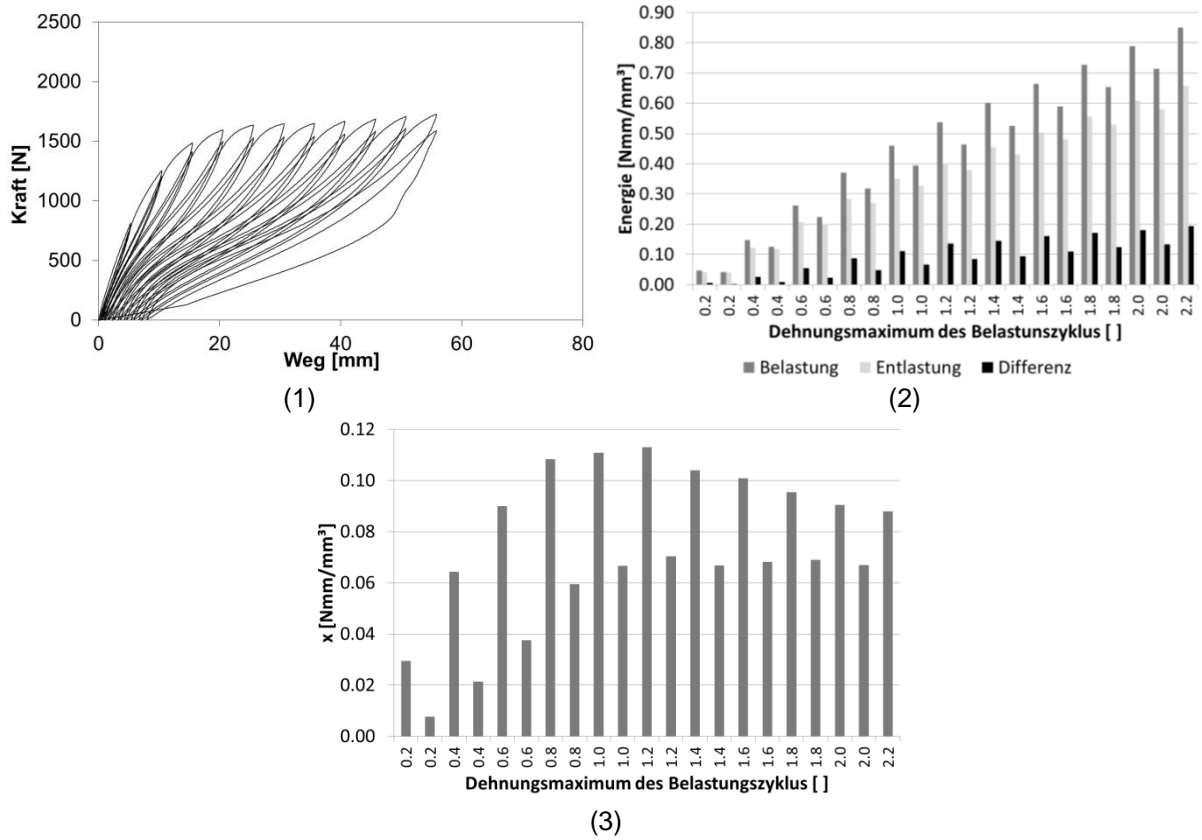 2500
2000
1500
1000
500
0
Kraft [N]
0 20 40 60 80
Weg [mm]
(1)
0.90
0.80
0.70
0.60
0.50
0.40
0.30
0.20
0.10
0.00
Energie [Nmm/mm³]
0.2 0.2 0.4 0.4 0.6 0.6 0.8 0.8 1.0 1.0 1.2 1.2 1.4 1.4 1.6 1.6 1.8 1.8 2.0 2.0 2.2
Dehnungsmaximum des Belastunszyklus [ ]
Belastung Entlastung Differenz
(2)
0.12
0.10
0.08
0.06
0.04
0.02
0.00
x [Nmm/mm³]
0.2 0.2 0.4 0.4 0.6 0.6 0.8 0.8 1.0 1.0 1.2 1.2 1.4 1.4 1.6 1.6 1.8 1.8 2.0 2.0 2.2
Dehnungsmaximum des Belastungszyklus [ ]
(3)